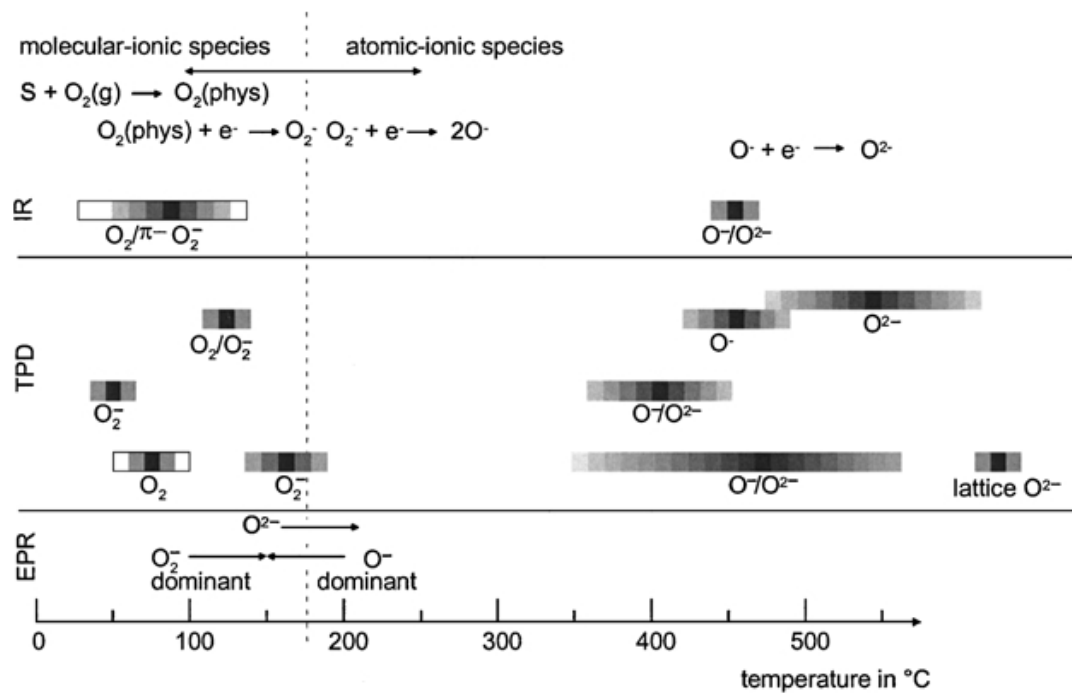 molecular-ionic species atomic-ionic species
S + O₂(g) → O₂(phys)
O₂(phys) + e⁻ → O₂⁻ O₂⁻ + e⁻ → 2O⁻
O⁻ + e⁻ → O²⁻
IR
O₂/π− O₂⁻
O⁻/O²⁻
TPD
O²⁻
O₂/O₂⁻
O⁻
O₂⁻
O⁻/O²⁻
O₂
O₂⁻
O⁻/O²⁻
lattice O²⁻
EPR
O²⁻
O₂⁻ O⁻
dominant dominant
0 100 200 300 400 500
temperature in °C